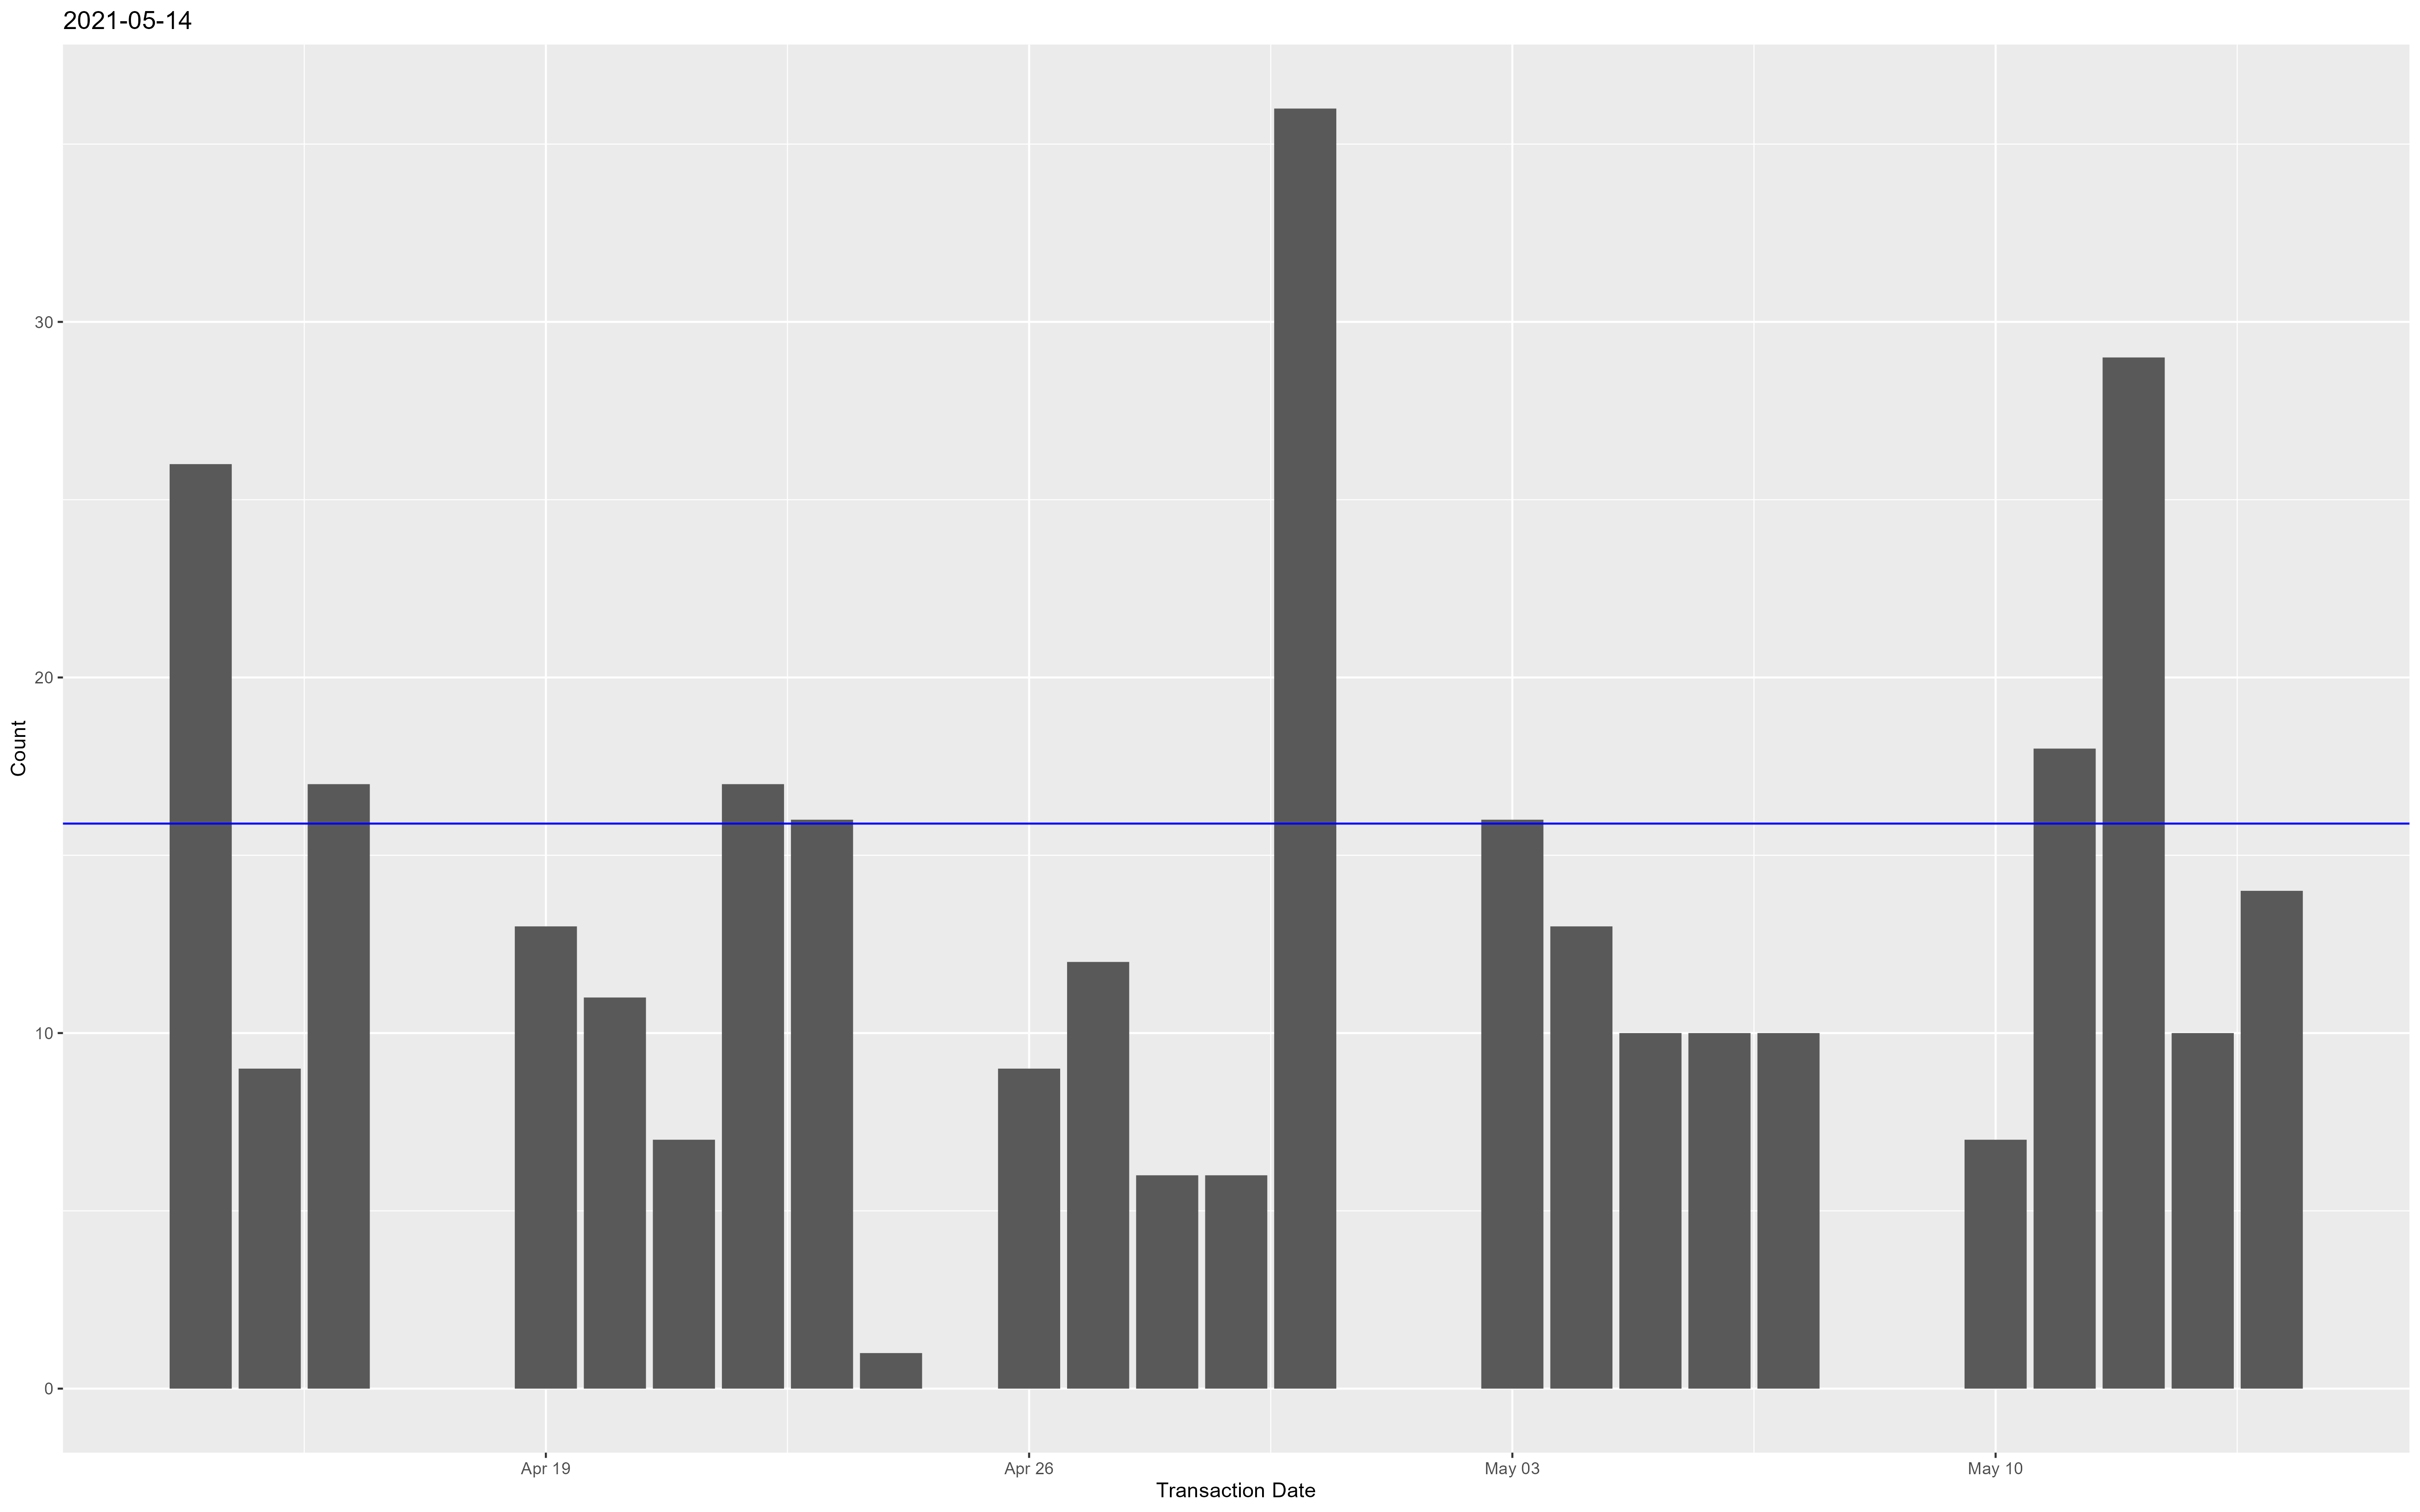 2021-05-14
Count
30
20
10
0
Apr 19
Apr 26
May 03
May 10
Transaction Date